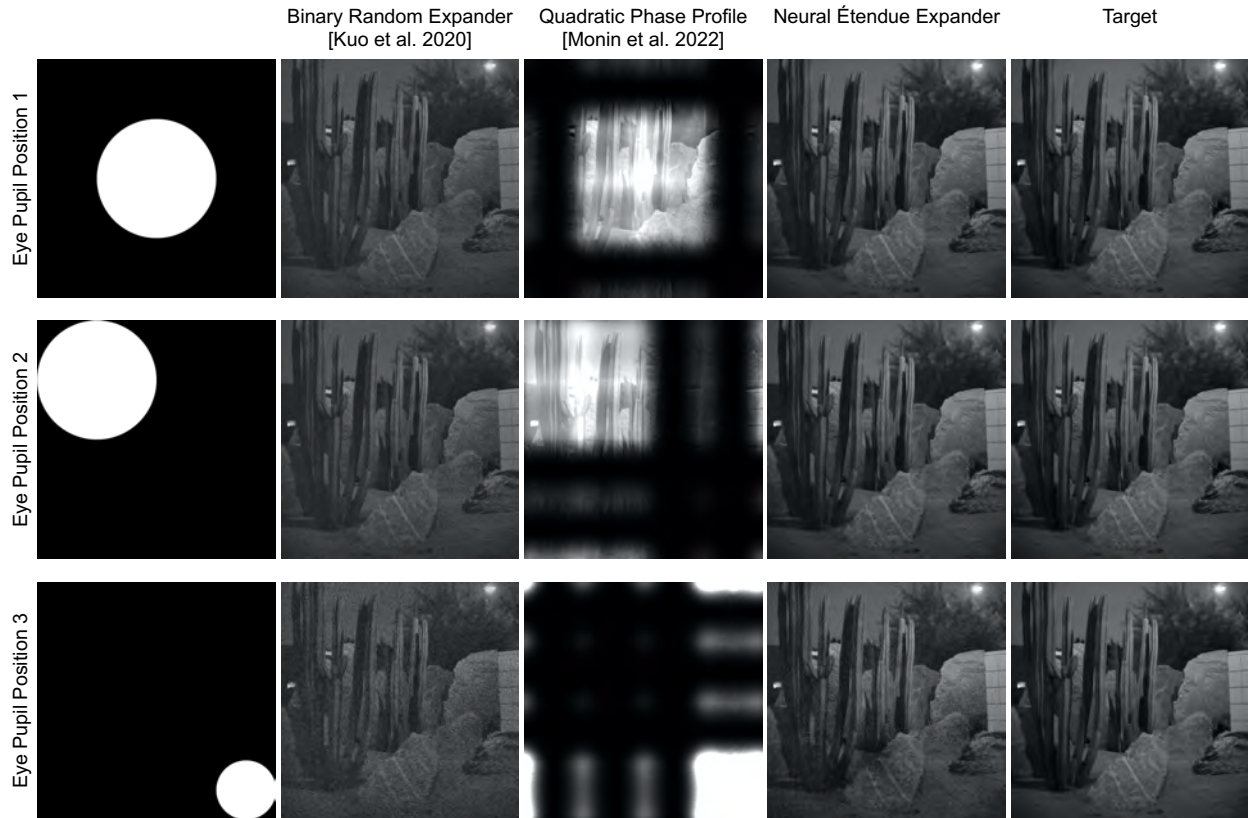 Binary Random Expander
[Kuo et al. 2020]
Quadratic Phase Profile
[Monin et al. 2022]
Neural Étendue Expander
Target
Eye Pupil Position 1
Eye Pupil Position 2
Eye Pupil Position 3